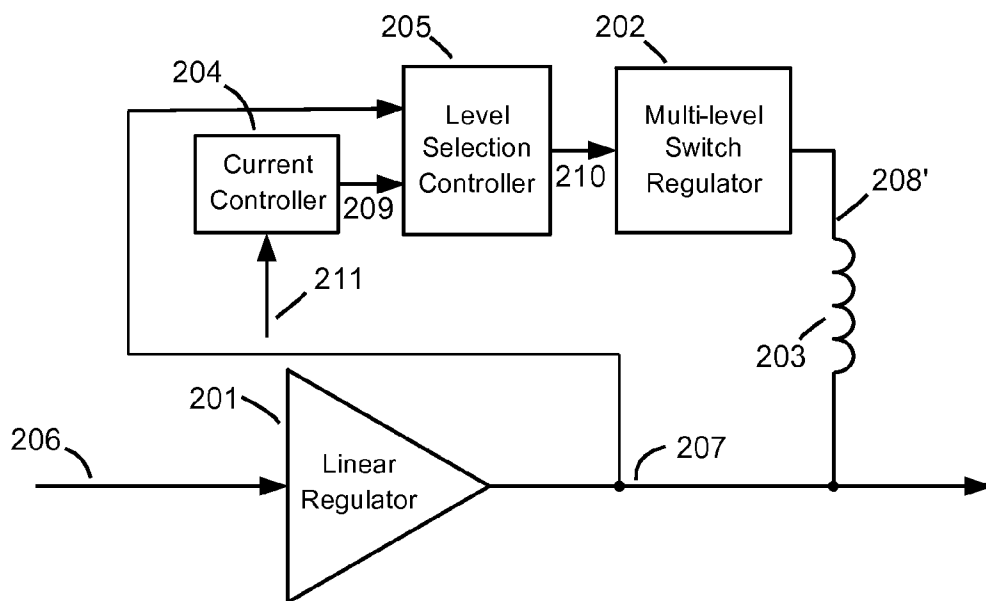 205
202
204
Level
Selection
Controller
Multi-level
Switch
Regulator
Current
Controller
209
210
208'
211
203
201
206
Linear
Regulator
207